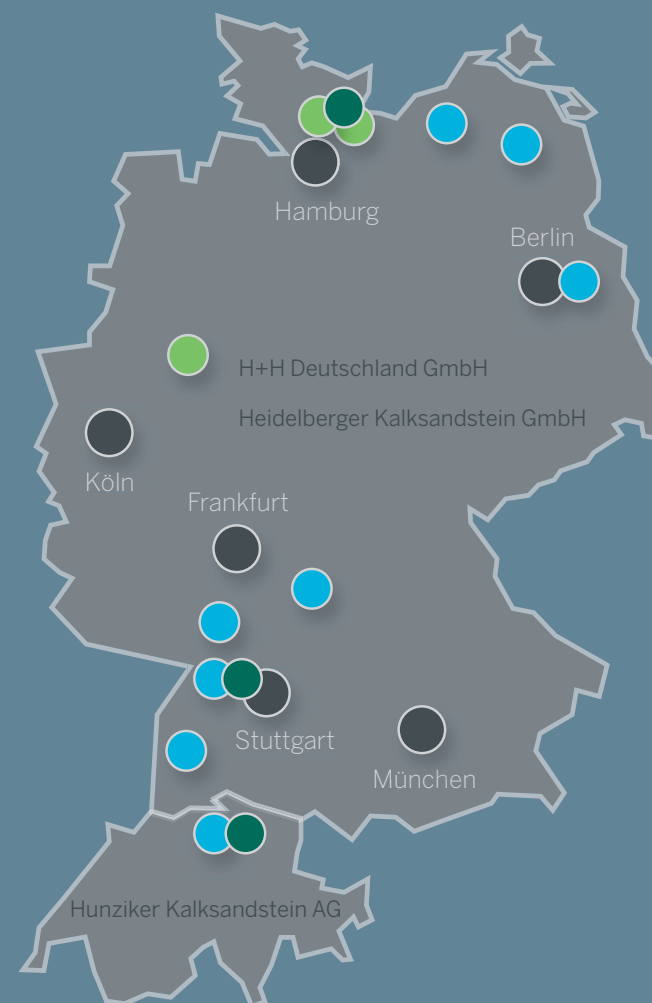 Hamburg
Berlin
H+H Deutschland GmbH
Heidelberger Kalksandstein GmbH
Köln
Frankfurt
Stuttgart
München
Hunziker Kalksandstein AG